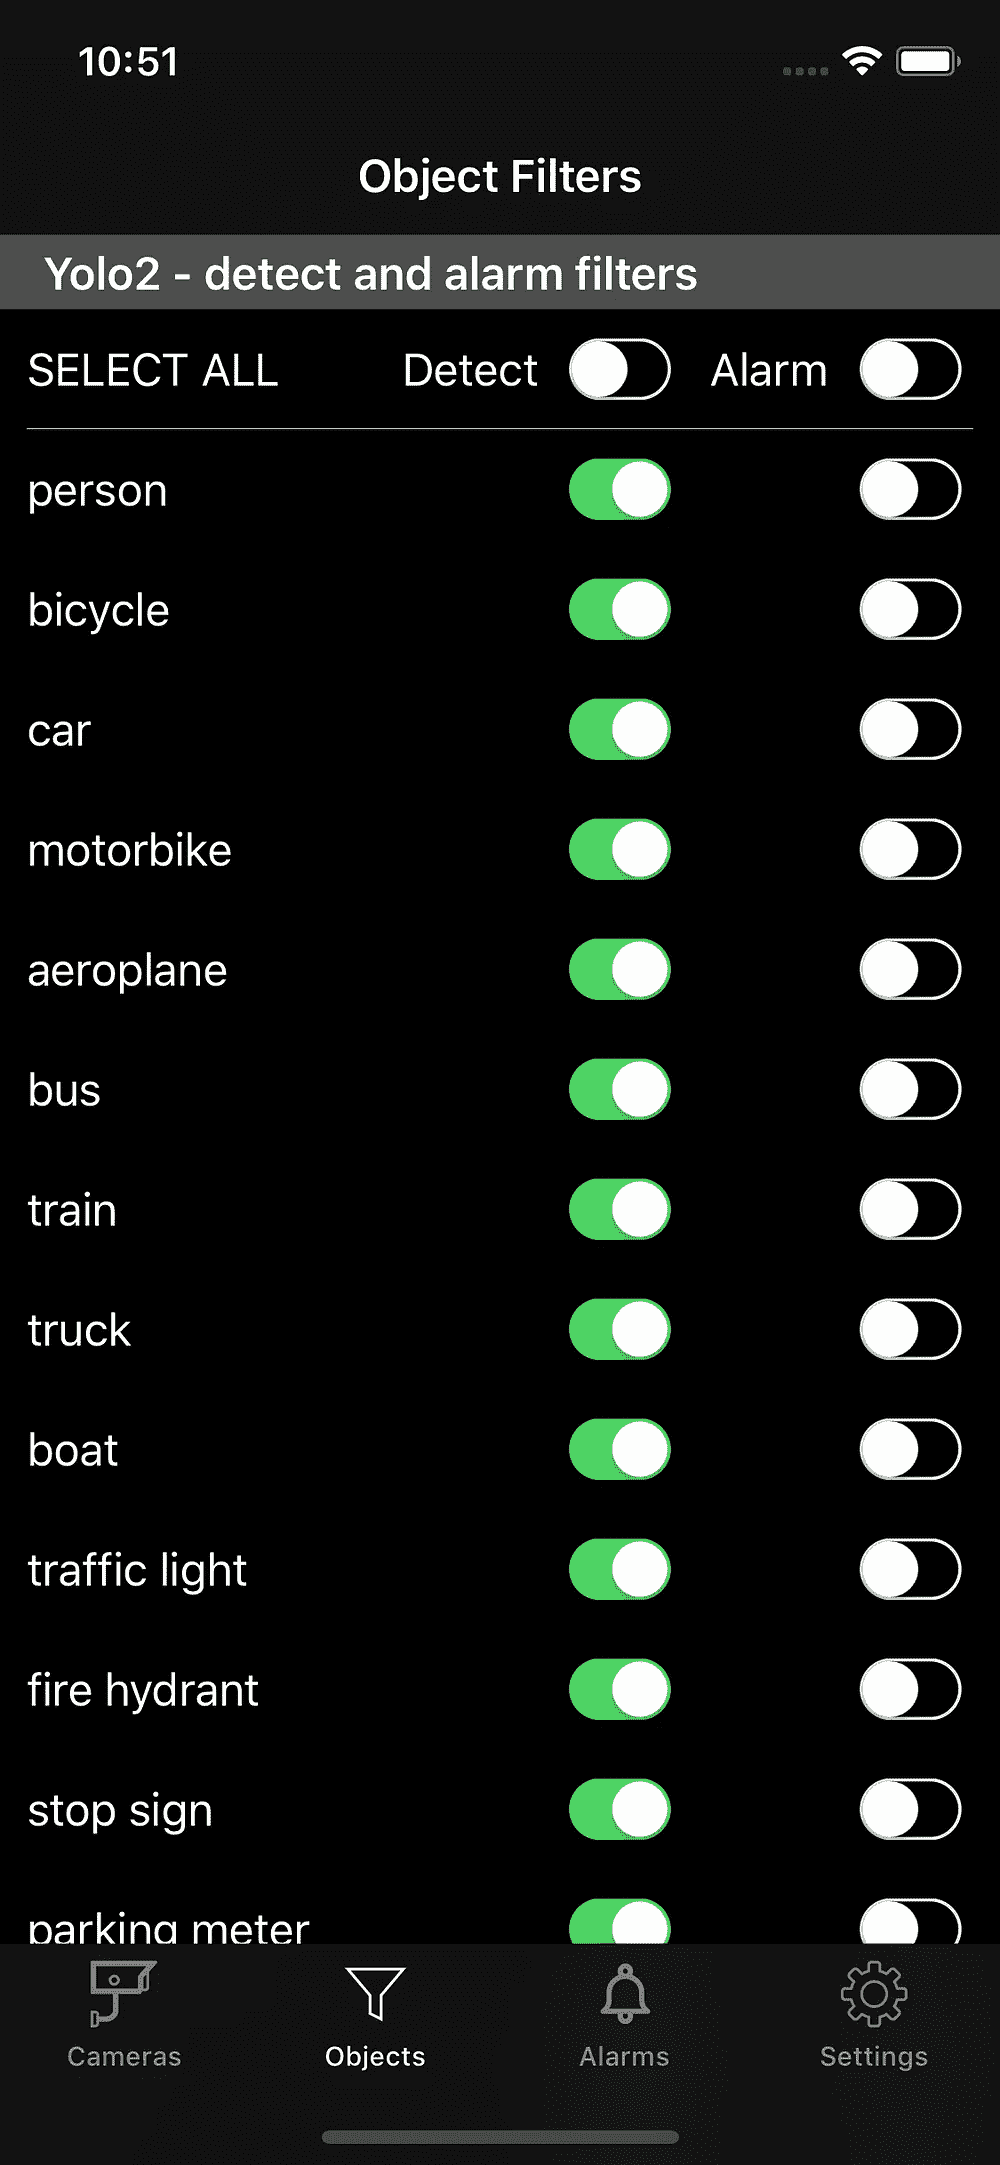 10:51
Object Filters
Yolo2 - detect and alarm filters
SELECT ALL Detect Alarm
person
bicycle
car
motorbike
aeroplane
bus
train
truck
boat
traffic light
fire hydrant
stop sign
parking meter
Cameras Objects Alarms Settings